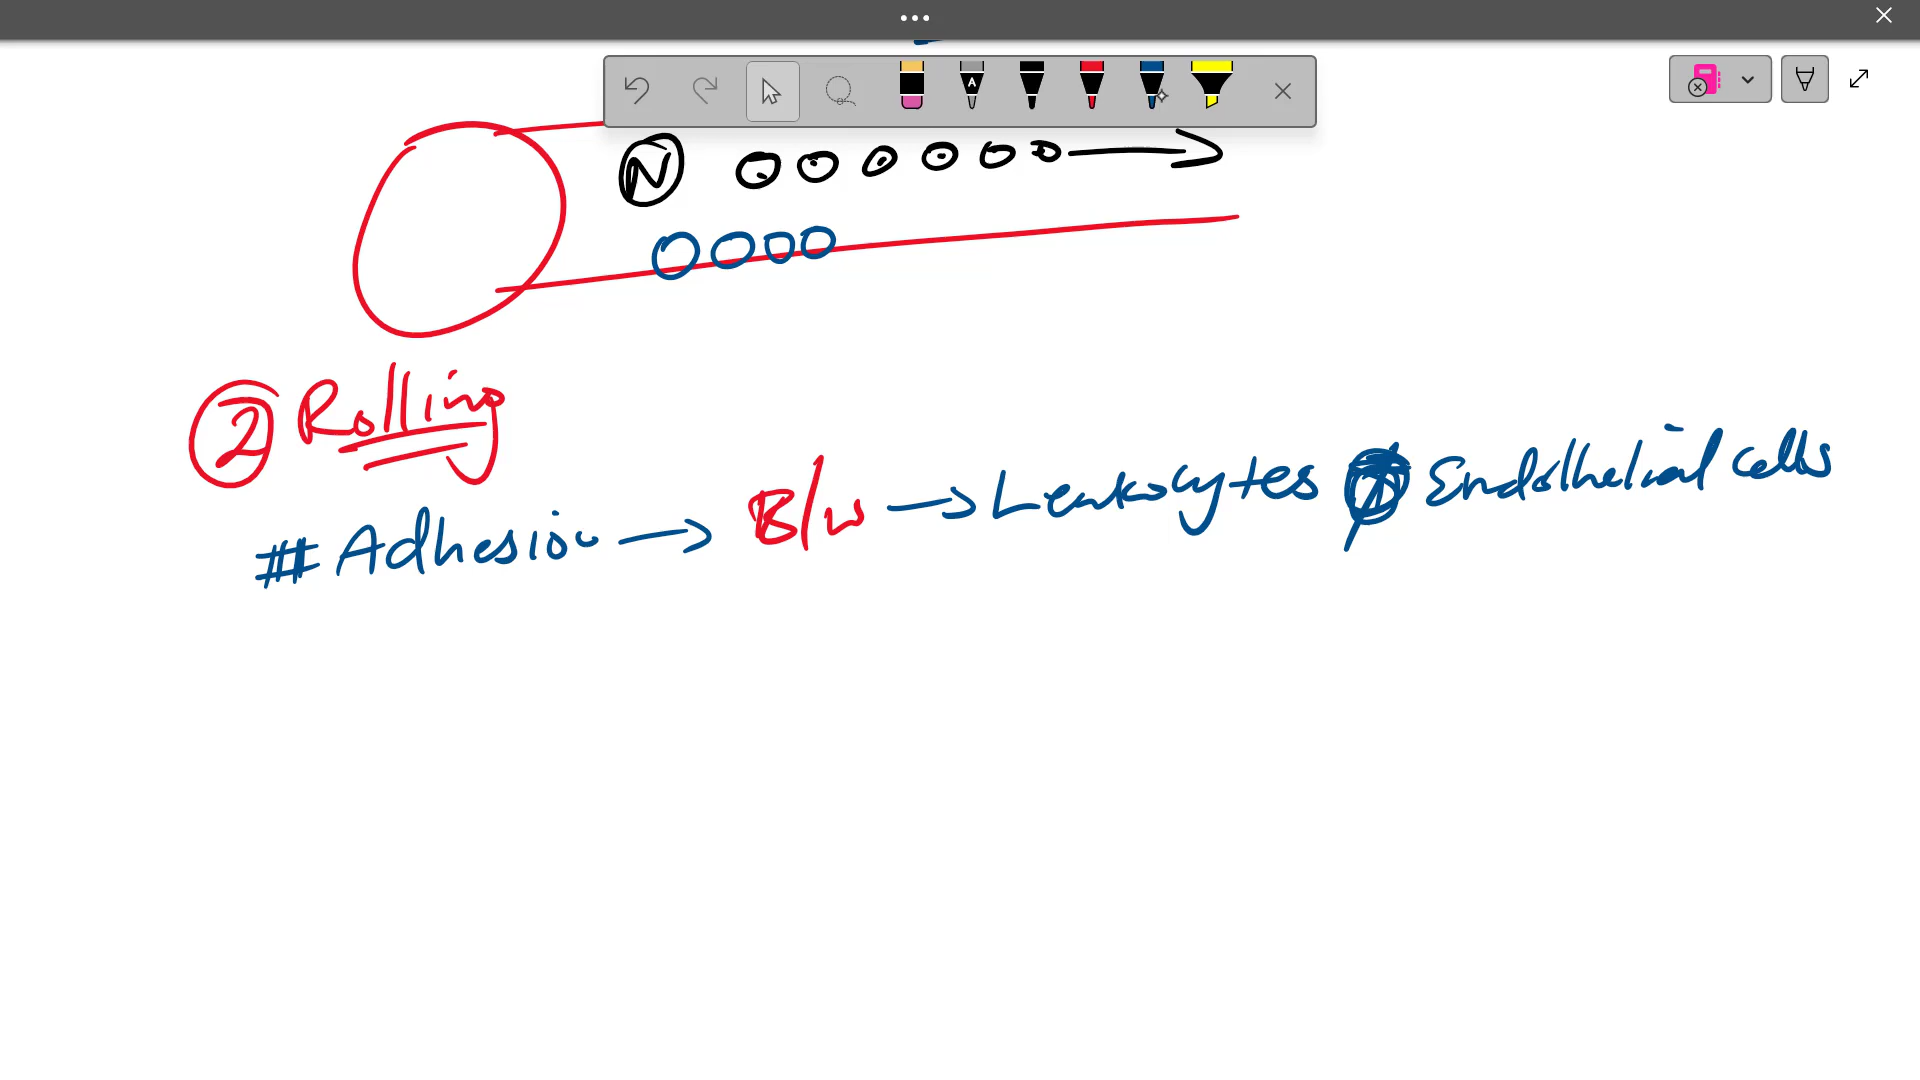 N
② Rolling
# Adhesion → B/w → Leukocytes Endothelial cells